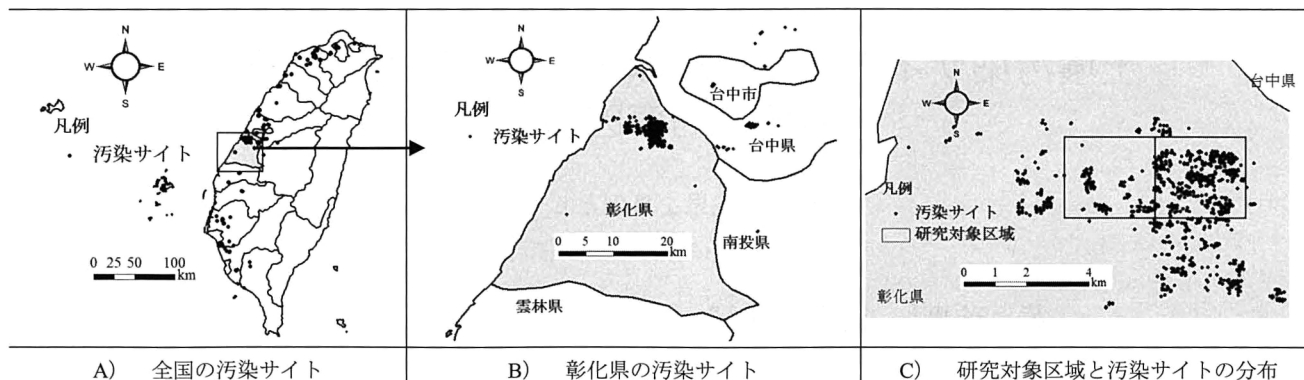 N
W E
S
凡例
汚染サイト
0 25 50 100
km
A) 全国の汚染サイト
N
W E
S
凡例
汚染サイト
台中市
台中県
彰化県
南投県
0 5 10 20
km
雲林県
B) 彰化県の汚染サイト
台中県
N
W E
S
凡例
汚染サイト
研究対象区域
0 1 2 4
km
彰化県
C) 研究対象区域と汚染サイトの分布